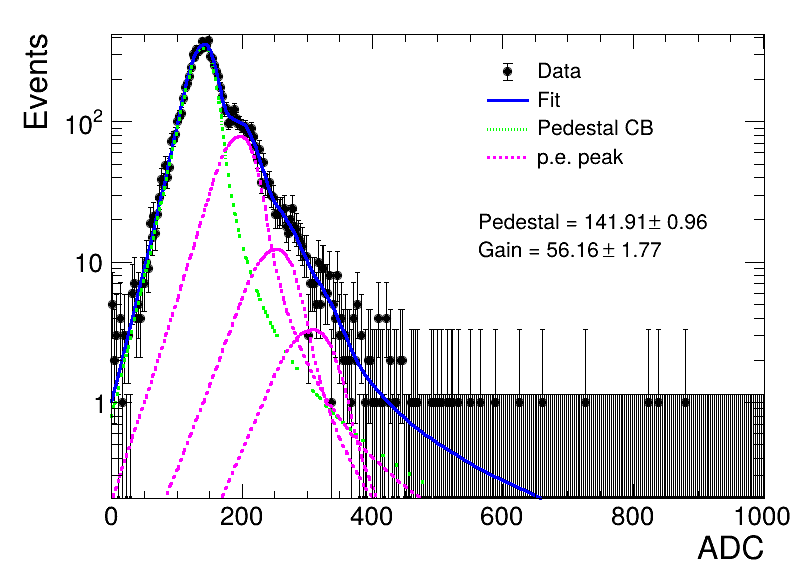 Events
10²
10
1
0
200
400
600
800
1000
ADC
Data
Fit
Pedestal CB
p.e. peak
Pedestal = 141.91± 0.96
Gain = 56.16 ± 1.77